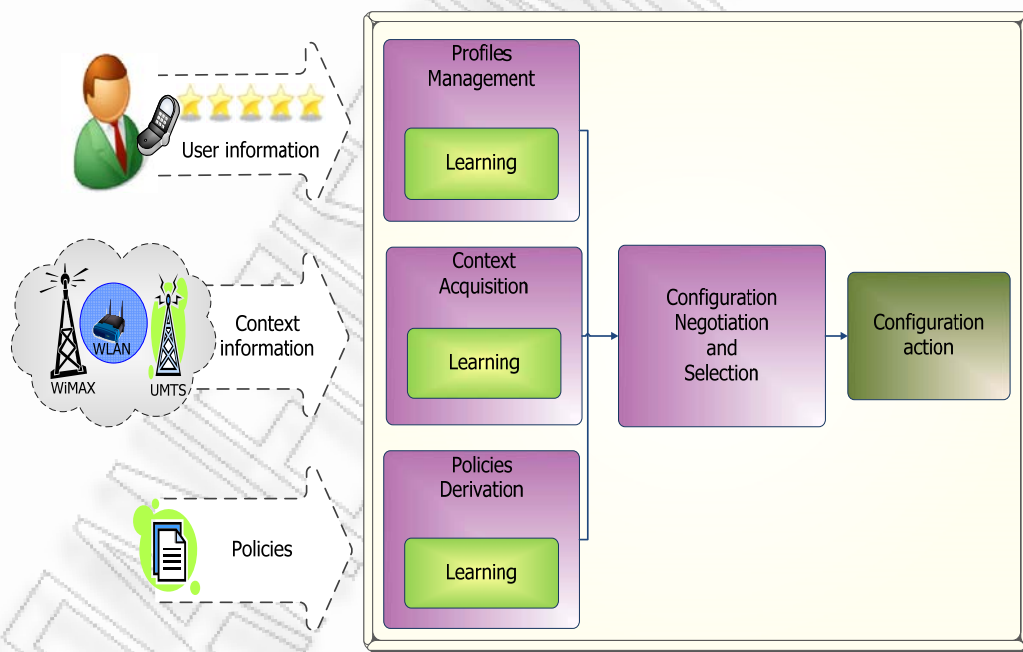 Profiles
Management
Learning
User information
Context
Acquisition
Learning
Context
information
WiMAX
WLAN
UMTS
Configuration
Negotiation
and
Selection
Configuration
action
Policies
Derivation
Learning
Policies